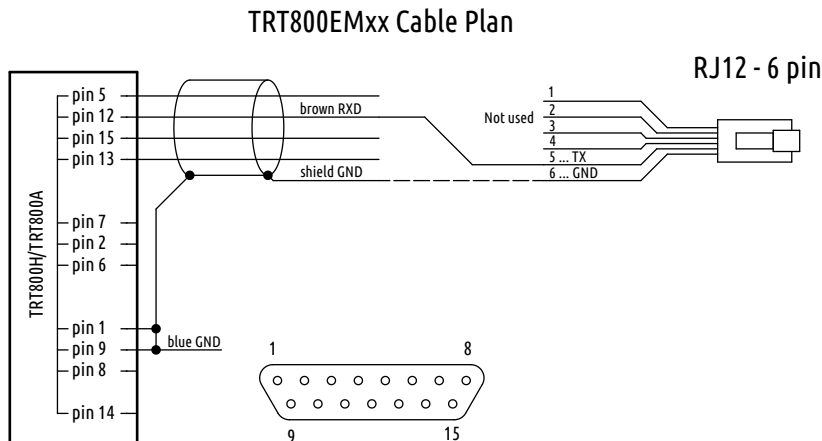 TRT800EMxx Cable Plan
RJ12 - 6 pin
TRT800H/TRT800A
pin 5
pin 12
pin 15
pin 13
pin 7
pin 2
pin 6
pin 1
pin 9
pin 8
pin 14
brown RXD
shield GND
blue GND
Not used
1
2
3
4
5 ... TX
6 ... GND
1
8
9
15